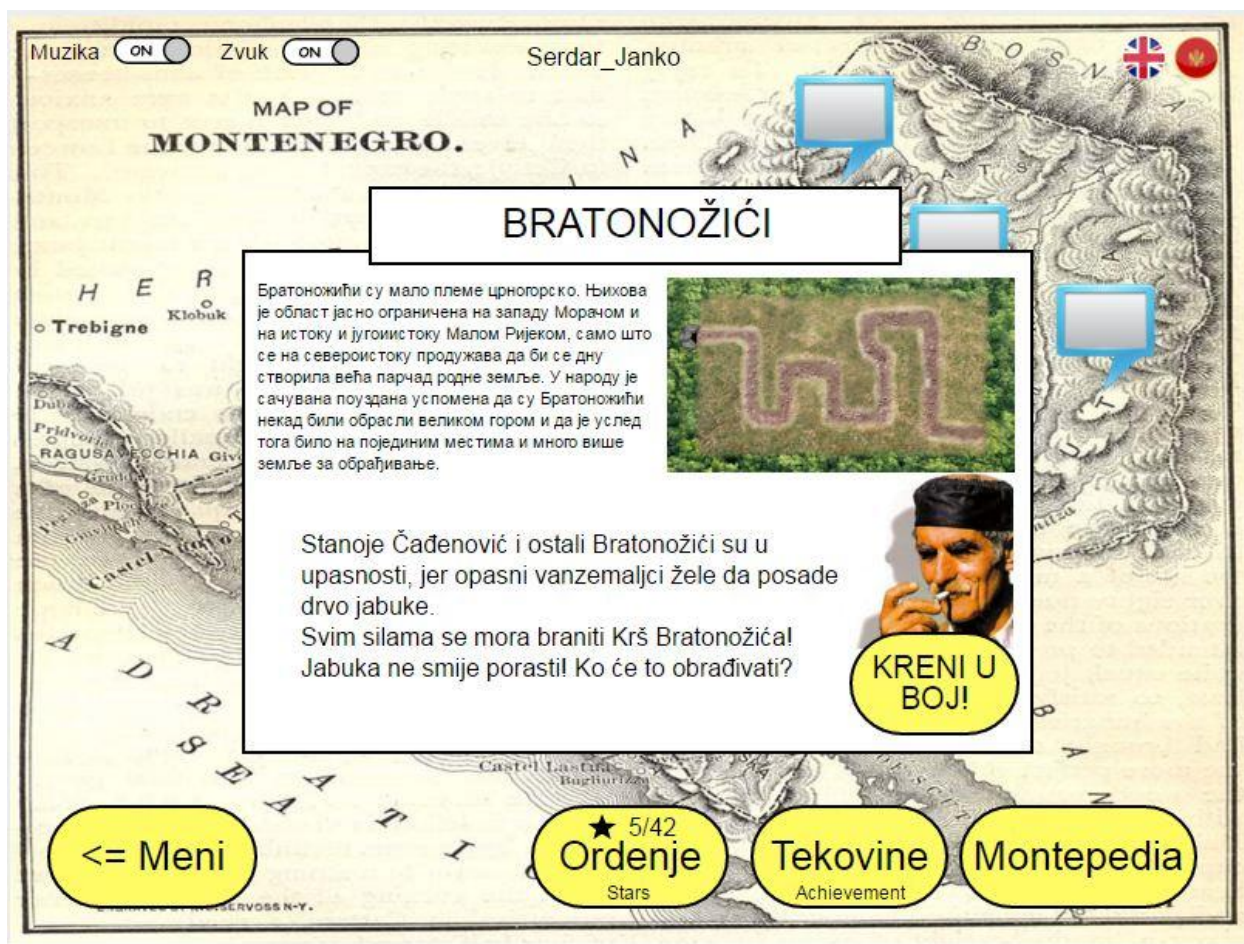 Muzika ON Zvuk ON Serdar_Janko
MAP OF
MONTENEGRO.
BRATONOŽIĆI
H E R
Klobuk
Trebigne
Братоножићи су мало племе црногорско. Њихова
је област јасно ограничена на западу Морачом и
на истоку и југоиистоку Малом Ријеком, само што
се на североистоку продужава да би се дну
створила већа парчад родне земље. У народу је
сачувана поуздана успомена да су Братоножићи
некад били обрасли великом гором и да је услед
тога било на појединим местима и много више
земље за обрађивање.
RAGUSA VECCHIA
Castel Nuovo
Stanoje Čađenović i ostali Bratonožići su u
upasnosti, jer opasni vanzemaljci žele da posade
drvo jabuke.
Svim silama se mora braniti Krš Bratonožića!
Jabuka ne smije porasti! Ko će to obrađivati?
KRENI U
BOJ!
A D R I A T I
S E A
Castel Lastua
<= Meni
★ 5/42
Ordenje
Stars
Tekovine
Achievement
Montepedia